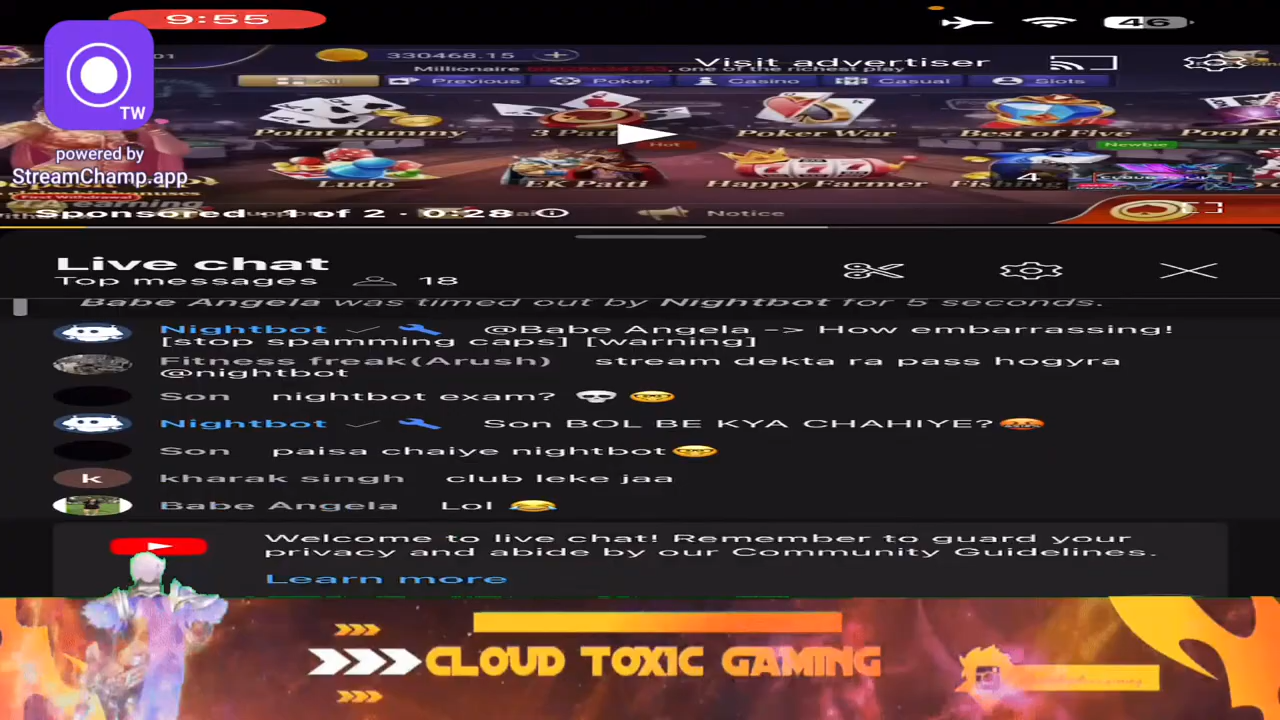 9:55
46
330468.15
Visit advertiser
All
Previous
Poker
Casino
Casual
Slots
TW
powered by
StreamChamp.app
Point Rummy
3 Patti
Poker War
Best of Five
Pool R
Hot
Newbie
Ludo
EK Patti
Happy Farmer
Fishing
4
Sponsored · 1 of 2 · 0:28
Notice
Live chat
Top messages 18
Babe Angela was timed out by Nightbot for 5 seconds.
Nightbot @Babe Angela -> How embarrassing!
[stop spamming caps] [warning]
Fitness freak(Arush) stream dekta ra pass hogyra
@nightbot
Son nightbot exam? 💀 🤓
Nightbot Son BOL BE KYA CHAHIYE?🤬
Son paisa chaiye nightbot🤓
k kharak singh club leke jaa
Babe Angela Lol 😂
Welcome to live chat! Remember to guard your
privacy and abide by our Community Guidelines.
Learn more
CLOUD TOXIC GAMING